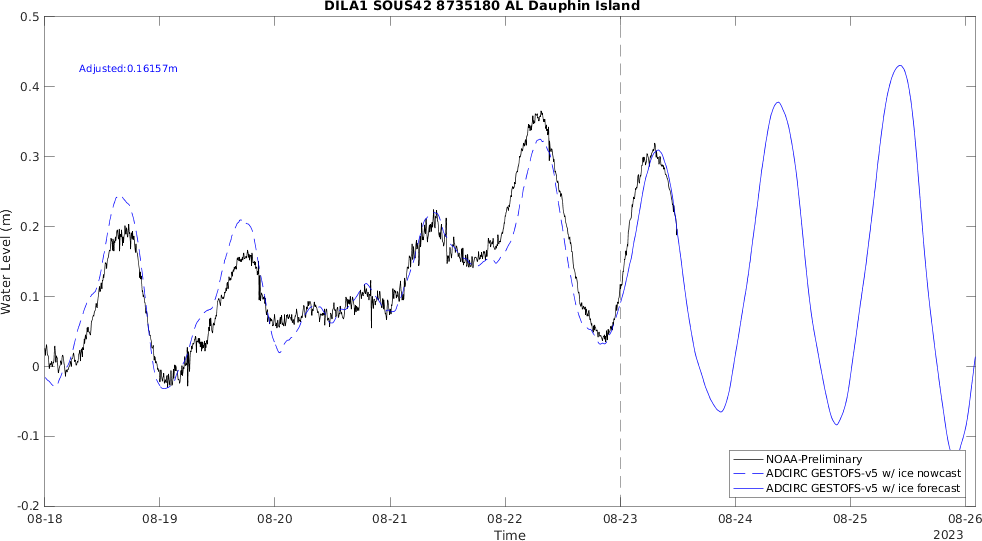 DILA1 SOUS42 8735180 AL Dauphin Island
0.5
0.4
0.3
0.2
0.1
0
-0.1
-0.2
Water Level (m)
Adjusted:0.16157m
NOAA-Preliminary
ADCIRC GESTOFS-v5 w/ ice nowcast
ADCIRC GESTOFS-v5 w/ ice forecast
08-18 08-19 08-20 08-21 08-22 08-23 08-24 08-25 08-26
Time
2023